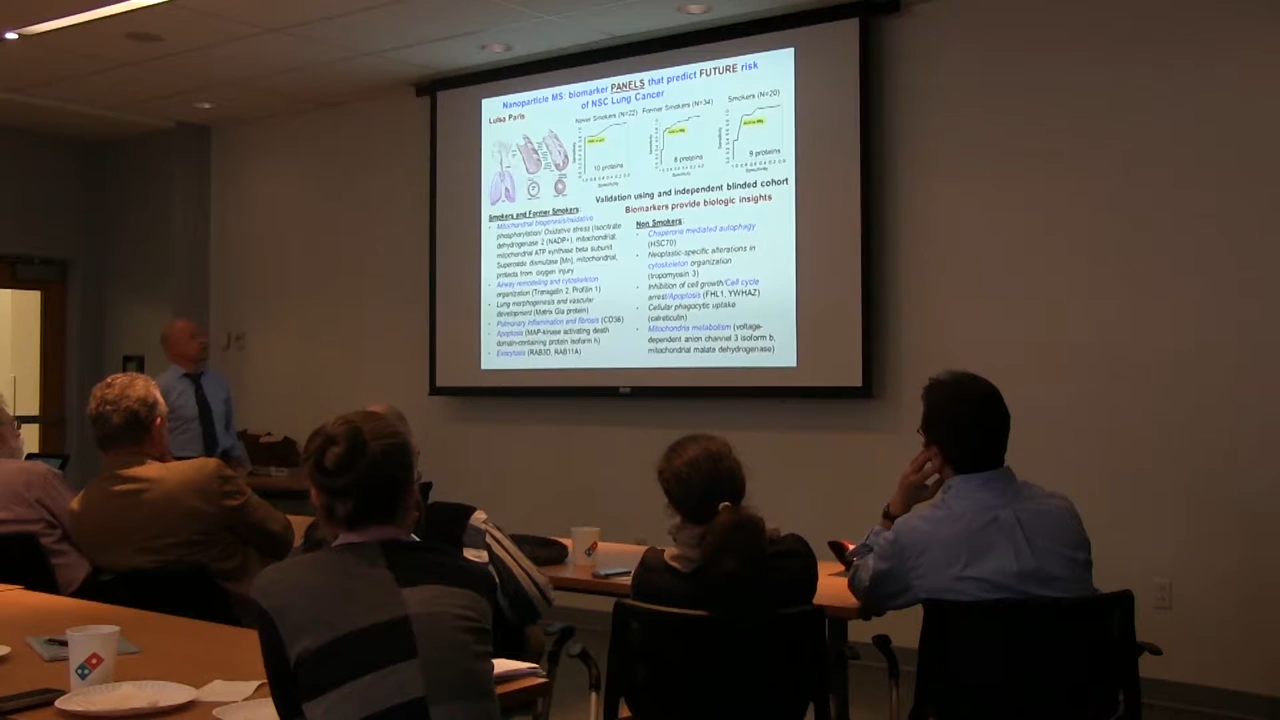 Nanoparticle MS: biomarker PANELS that predict FUTURE risk
of NSC Lung Cancer
Luisa Paris
Never Smokers (N=22)
Former Smokers (N=34)
Smokers (N=20)
10 proteins
8 proteins
9 proteins
Specificity
Validation using and independent blinded cohort
Biomarkers provide biologic insights
Smokers and Former Smokers:
• Mitochondrial biogenesis/oxidative
phosphorylation/ Oxidative stress (Isocitrate
dehydrogenase 2 (NADP+), mitochondrial,
mitochondrial ATP synthase beta subunit
Superoxide dismutase [Mn], mitochondrial,
protects from oxygen injury
• Airway remodeling and cytoskeleton
organization (Transgelin 2, Profilin 1)
• Lung morphogenesis and vascular
development (Matrix Gla protein)
• Pulmonary inflammation and fibrosis (CD36)
• Apoptosis (MAP-kinase activating death
domain-containing protein isoform h)
• Exocytosis (RAB3D, RAB11A)
Non Smokers:
• Chaperone mediated autophagy
(HSC70)
• Neoplastic-specific alterations in
cytoskeleton organization
(tropomyosin 3)
• Inhibition of cell growth/Cell cycle
arrest/Apoptosis (FHL1, YWHAZ)
• Cellular phagocytic uptake
(calreticulin)
• Mitochondria metabolism (voltage-
dependent anion channel 3 isoform b,
mitochondrial malate dehydrogenase)